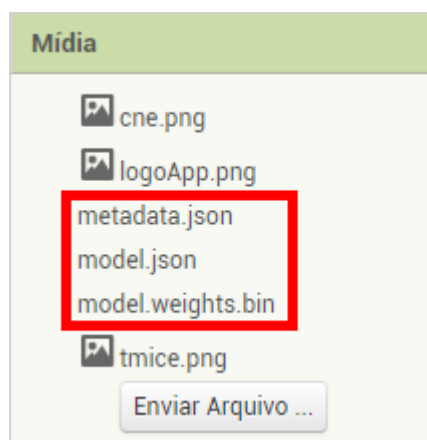 Mídia
cne.png
logoApp.png
metadata.json
model.json
model.weights.bin
tmice.png
Enviar Arquivo ...